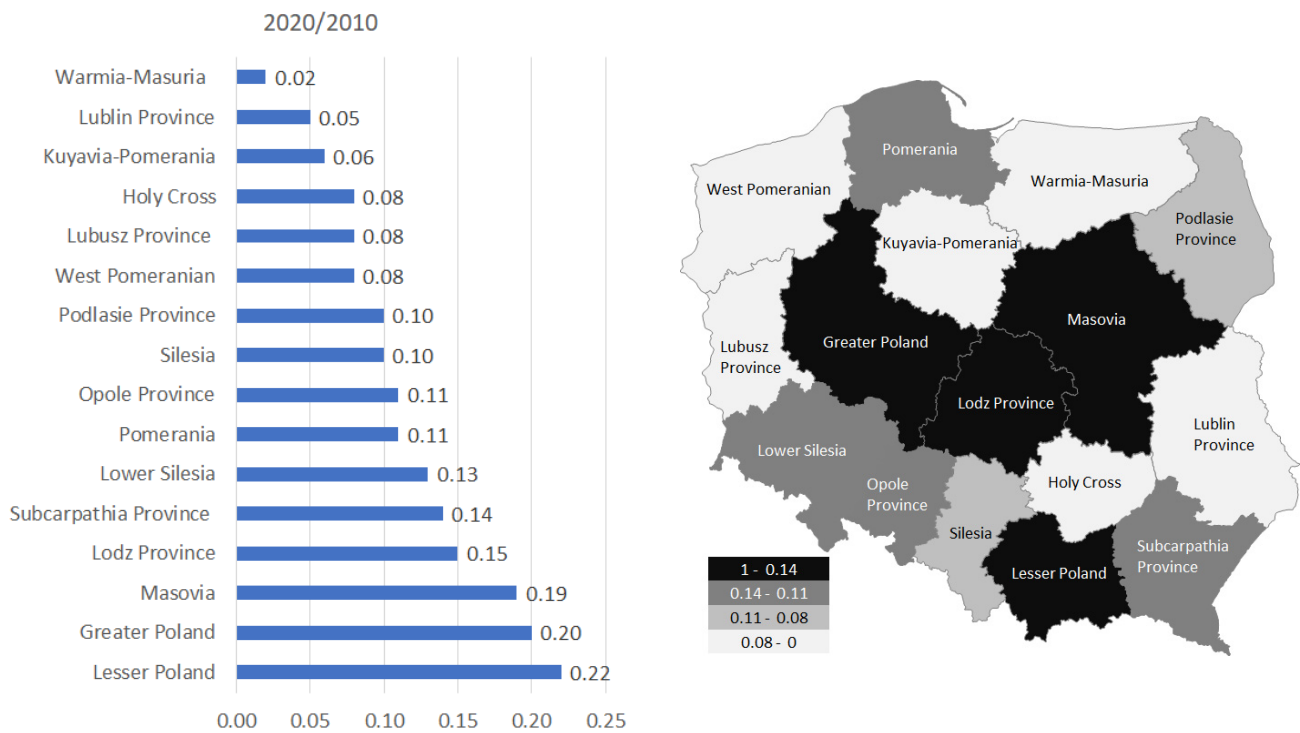 2020/2010
Warmia-Masuria 0.02
Lublin Province 0.05
Kuyavia-Pomerania 0.06
Holy Cross 0.08
Lubusz Province 0.08
West Pomeranian 0.08
Podlasie Province 0.10
Silesia 0.10
Opole Province 0.11
Pomerania 0.11
Lower Silesia 0.13
Subcarpathia Province 0.14
Lodz Province 0.15
Masovia 0.19
Greater Poland 0.20
Lesser Poland 0.22
0.00 0.05 0.10 0.15 0.20 0.25
Pomerania
West Pomeranian
Warmia-Masuria
Podlasie
Province
Kuyavia-Pomerania
Masovia
Greater Poland
Lubusz
Province
Lodz Province
Lublin
Province
Lower Silesia
Opole
Province
Holy Cross
Silesia
Subcarpathia
Province
Lesser Poland
1 - 0.14
0.14 - 0.11
0.11 - 0.08
0.08 - 0